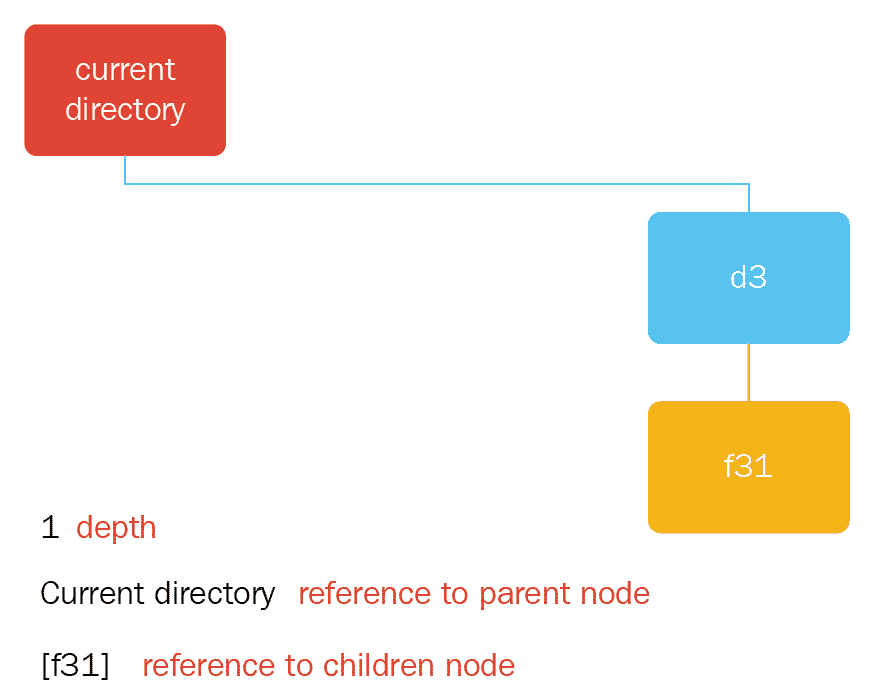 current
directory
d3
f31
1 depth
Current directory reference to parent node
[f31] reference to children node